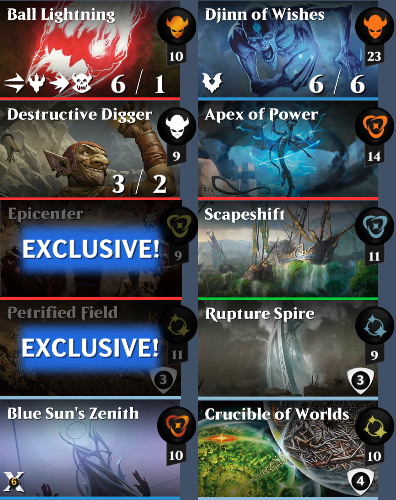 Ball Lightning
10
6 / 1
Djinn of Wishes
23
6 / 6
Destructive Digger
9
3 / 2
Apex of Power
14
Epicenter
EXCLUSIVE!
9
Scapeshift
11
Petrified Field
EXCLUSIVE!
11
3
Rupture Spire
9
3
Blue Sun's Zenith
10
X
6
Crucible of Worlds
10
4